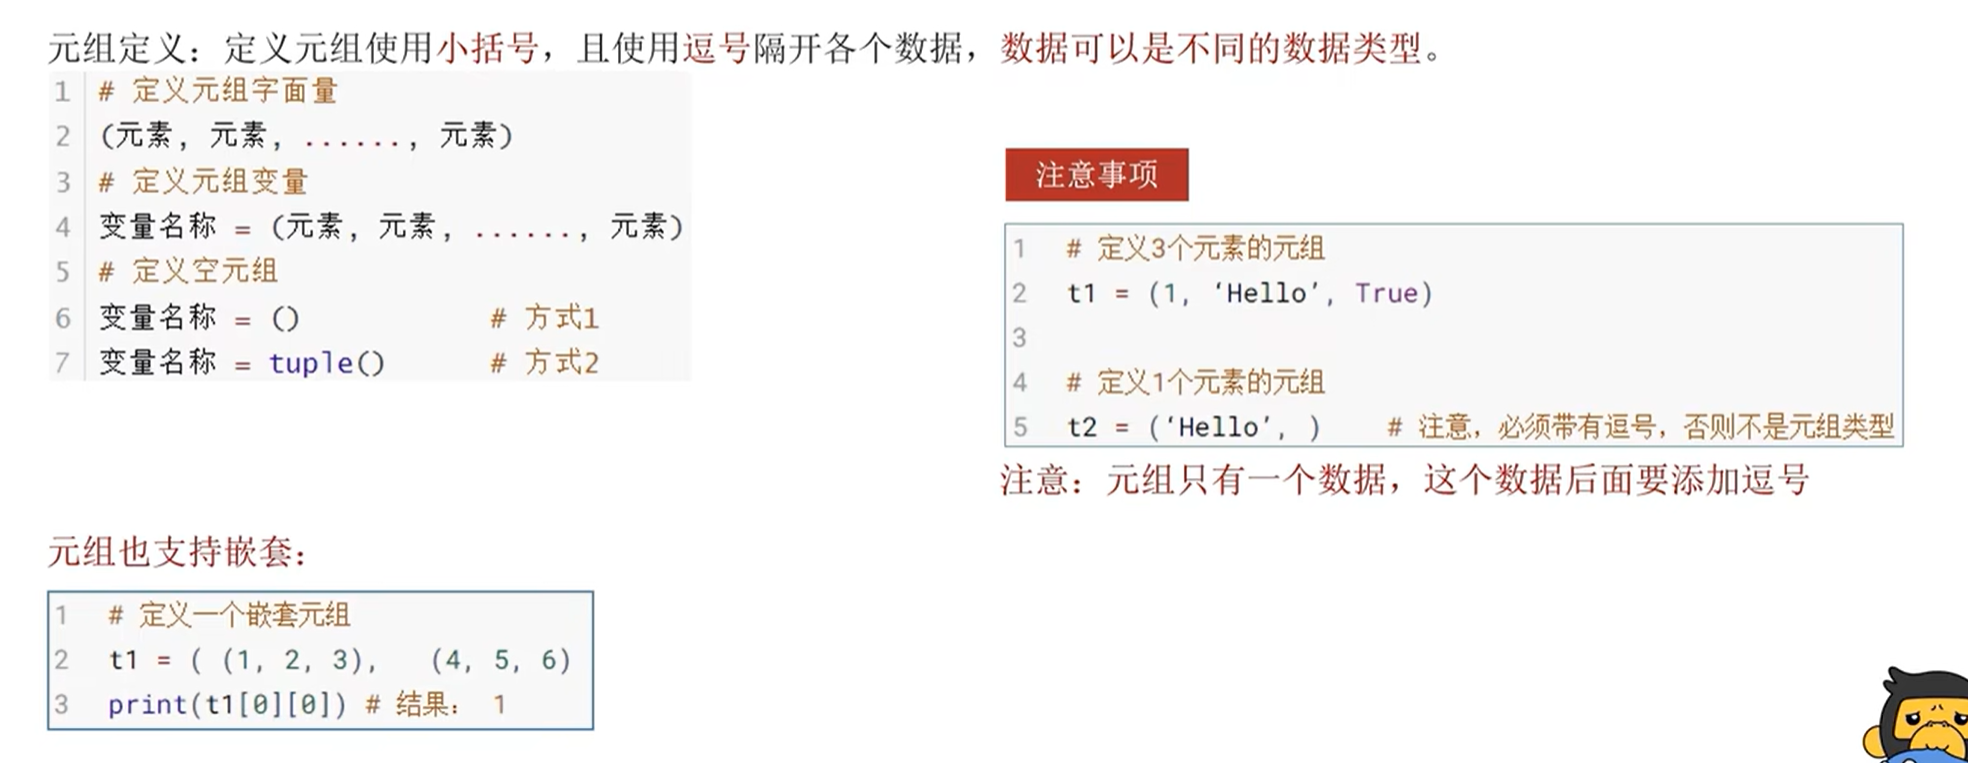 元组定义：定义元组使用小括号，且使用逗号隔开各个数据，数据可以是不同的数据类型。
1 # 定义元组字面量
2 (元素, 元素, ......, 元素)
3 # 定义元组变量
4 变量名称 = (元素, 元素, ......, 元素)
5 # 定义空元组
6 变量名称 = () # 方式1
7 变量名称 = tuple() # 方式2
注意事项
1 # 定义3个元素的元组
2 t1 = (1, ‘Hello’, True)
3
4 # 定义1个元素的元组
5 t2 = (‘Hello’, ) # 注意，必须带有逗号，否则不是元组类型
注意：元组只有一个数据，这个数据后面要添加逗号
元组也支持嵌套：
1 # 定义一个嵌套元组
2 t1 = ( (1, 2, 3), (4, 5, 6)
3 print(t1[0][0]) # 结果： 1